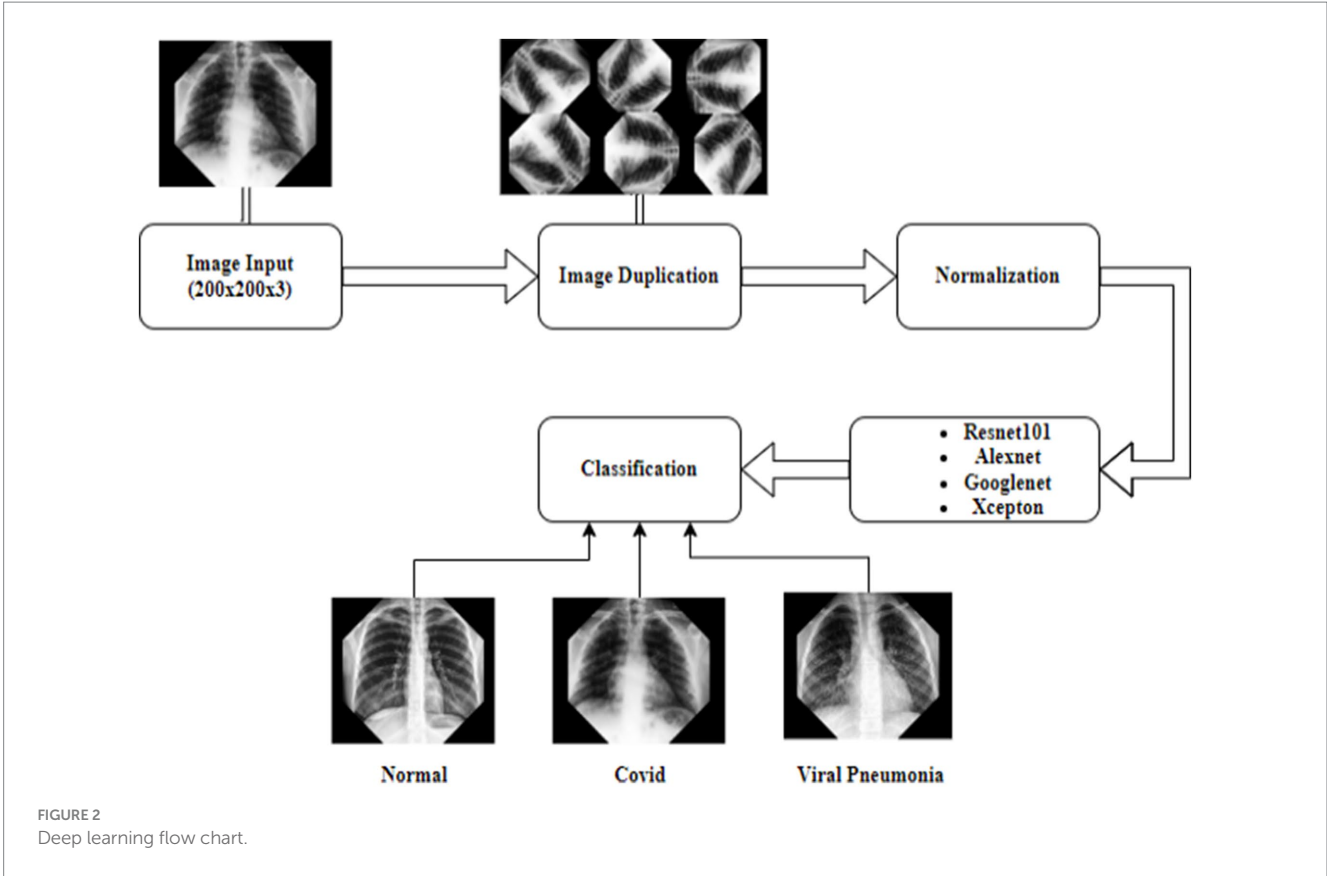 Image Input
(200x200x3)
Image Duplication
Normalization
• Resnet101
• Alexnet
• Googlenet
• Xcepton
Classification
Normal
Covid
Viral Pneumonia
FIGURE 2
Deep learning flow chart.